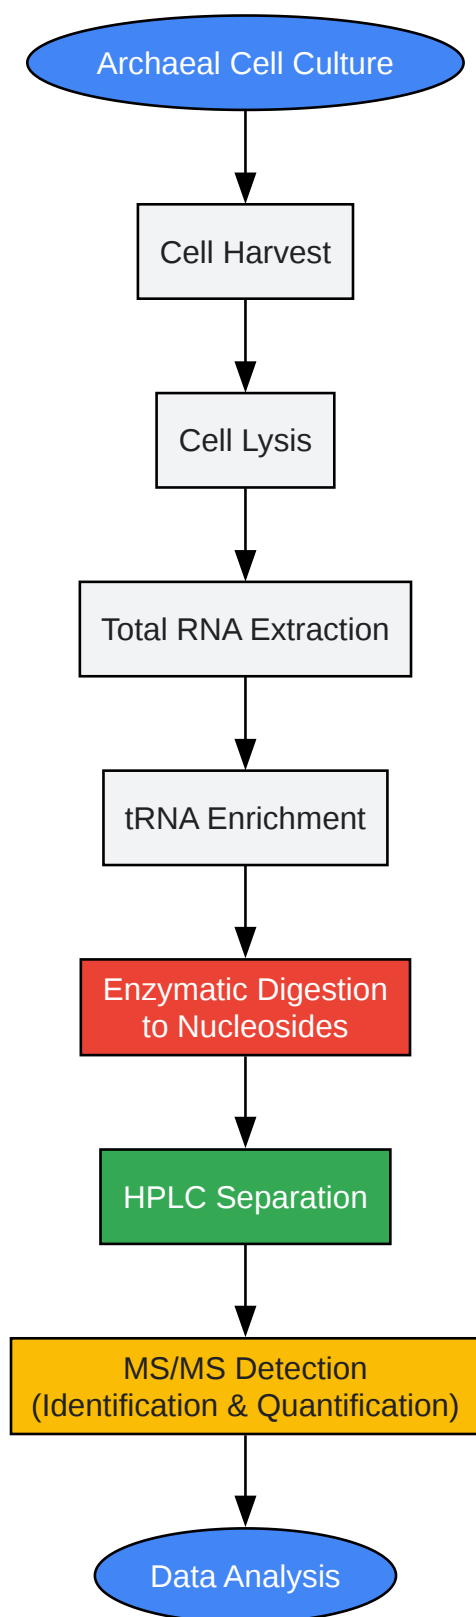 Archaeal Cell Culture
Cell Harvest
Cell Lysis
Total RNA Extraction
tRNA Enrichment
Enzymatic Digestion
to Nucleosides
HPLC Separation
MS/MS Detection
(Identification & Quantification)
Data Analysis